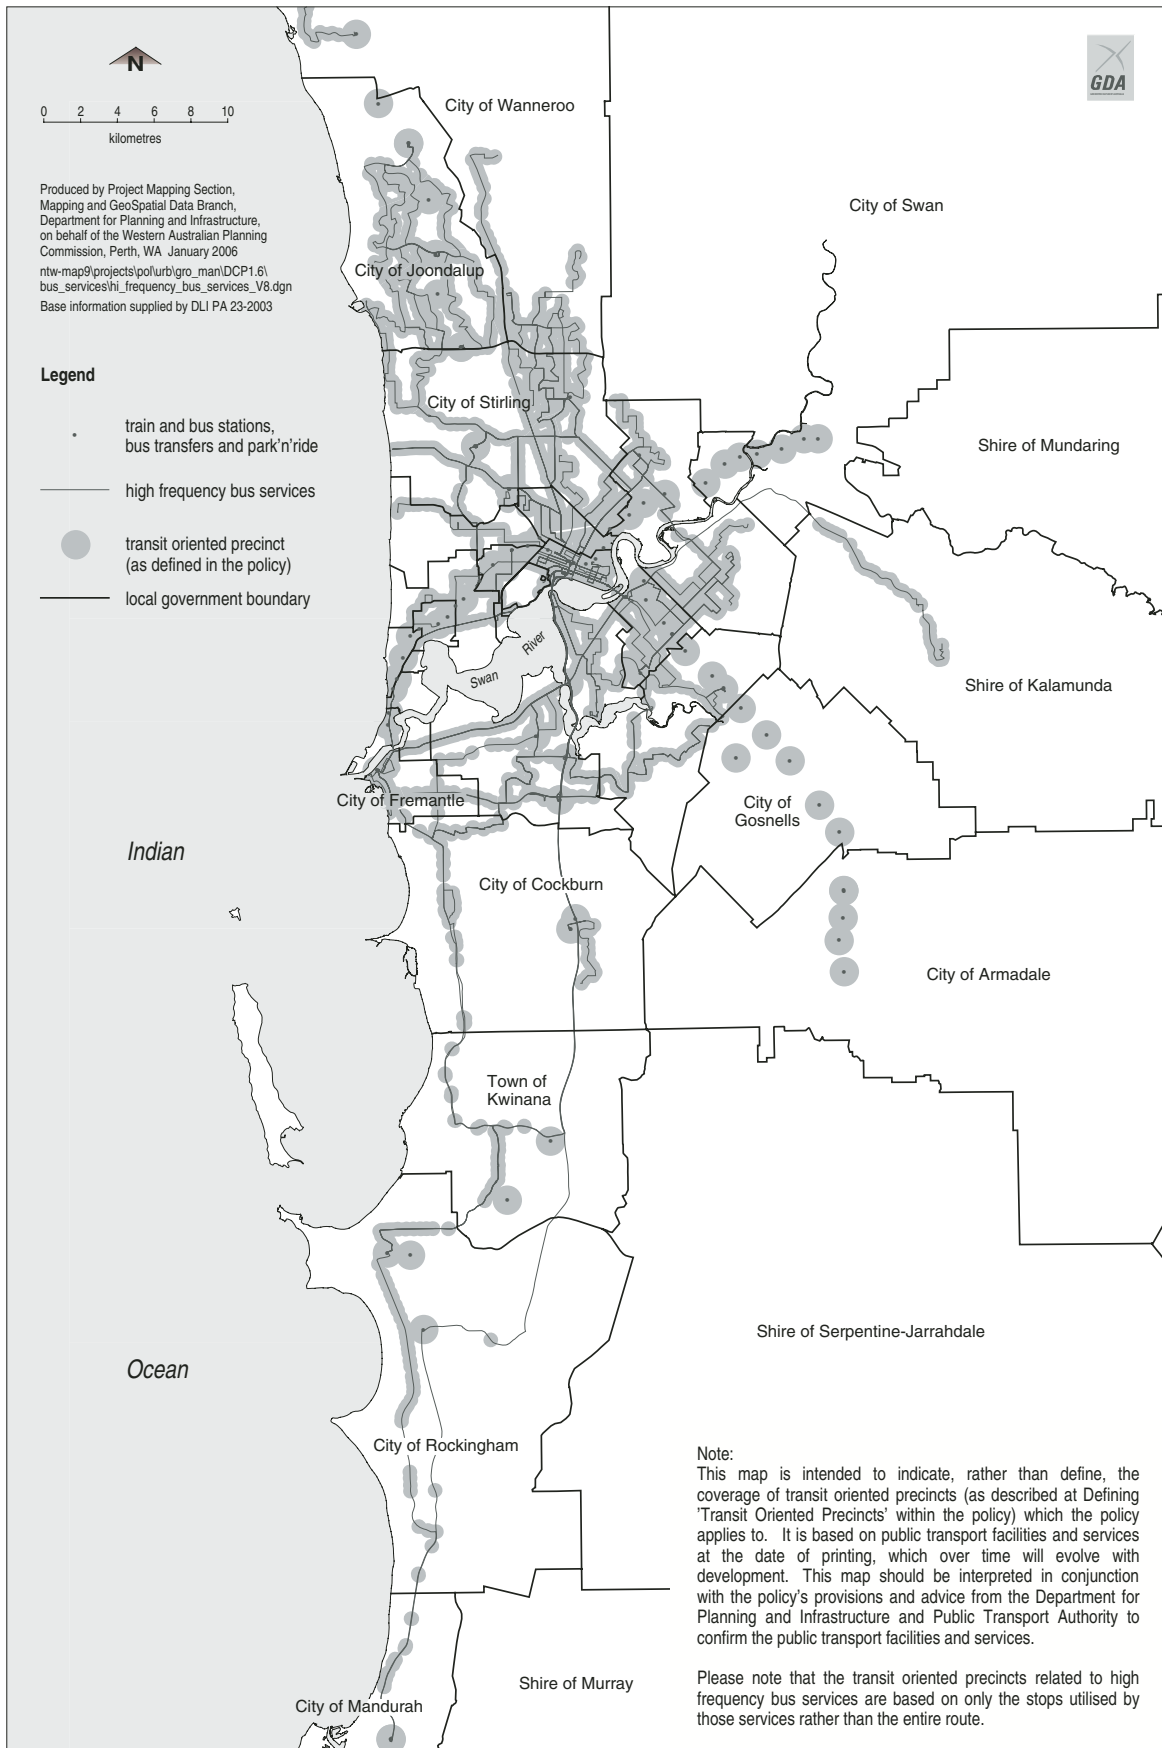 N
0 2 4 6 8 10
kilometres
GDA
Produced by Project Mapping Section,
Mapping and GeoSpatial Data Branch,
Department for Planning and Infrastructure,
on behalf of the Western Australian Planning
Commission, Perth, WA  January 2006
ntw-map9\projects\pol\urb\gro_man\DCP1.6\
bus_services\hi_frequency_bus_services_V8.dgn
Base information supplied by DLI PA 23-2003
Legend
train and bus stations,
bus transfers and park'n'ride
high frequency bus services
transit oriented precinct
(as defined in the policy)
local government boundary
City of Wanneroo
City of Swan
City of Joondalup
City of Stirling
Shire of Mundaring
River
Swan
Shire of Kalamunda
City of Fremantle
City of
Gosnells
Indian
City of Cockburn
City of Armadale
Town of
Kwinana
Shire of Serpentine-Jarrahdale
Ocean
City of Rockingham
Shire of Murray
City of Mandurah
Note:
This map is intended to indicate, rather than define, the
coverage of transit oriented precincts (as described at Defining
'Transit Oriented Precincts' within the policy) which the policy
applies to.  It is based on public transport facilities and services
at the date of printing, which over time will evolve with
development.  This map should be interpreted in conjunction
with the policy's provisions and advice from the Department for
Planning and Infrastructure and Public Transport Authority to
confirm the public transport facilities and services.
Please note that the transit oriented precincts related to high
frequency bus services are based on only the stops utilised by
those services rather than the entire route.